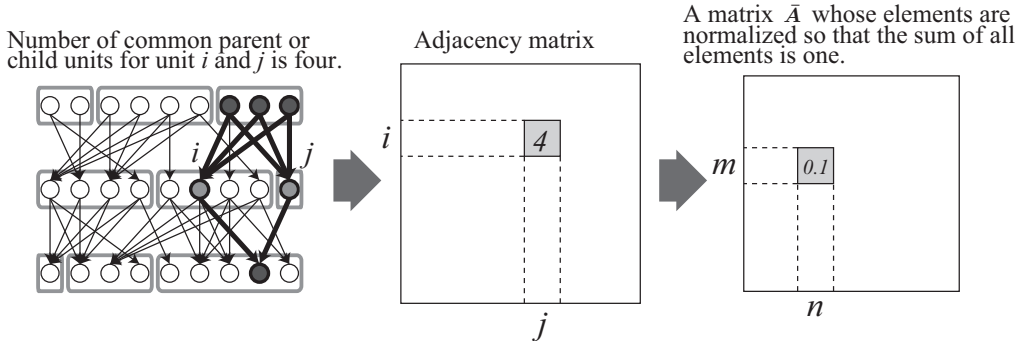 Number of common parent or
child units for unit i and j is four.
i
j
Adjacency matrix
i
4
j
A matrix Ā whose elements are
normalized so that the sum of all
elements is one.
m
0.1
n